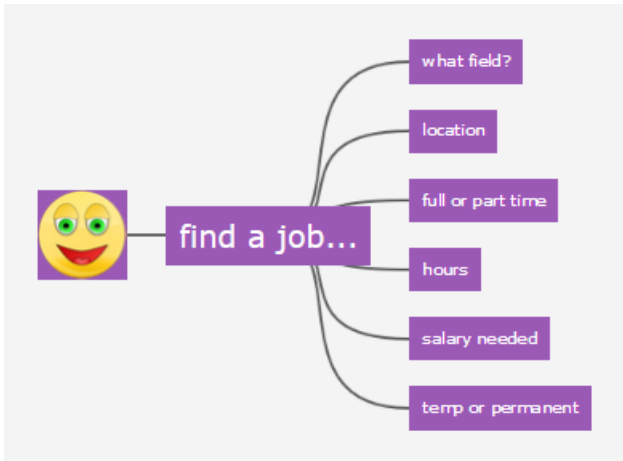 what field?
location
full or part time
find a job...
hours
salary needed
temp or permanent